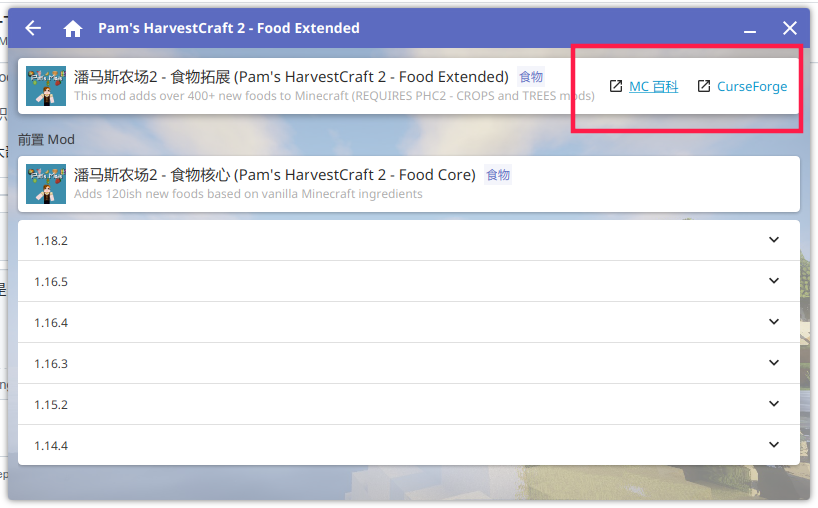 Pam's HarvestCraft 2 - Food Extended
潘马斯农场2 - 食物拓展 (Pam's HarvestCraft 2 - Food Extended) 食物
This mod adds over 400+ new foods to Minecraft (REQUIRES PHC2 - CROPS and TREES mods)
MC 百科 CurseForge
前置 Mod
潘马斯农场2 - 食物核心 (Pam's HarvestCraft 2 - Food Core) 食物
Adds 120ish new foods based on vanilla Minecraft ingredients
1.18.2
1.16.5
1.16.4
1.16.3
1.15.2
1.14.4